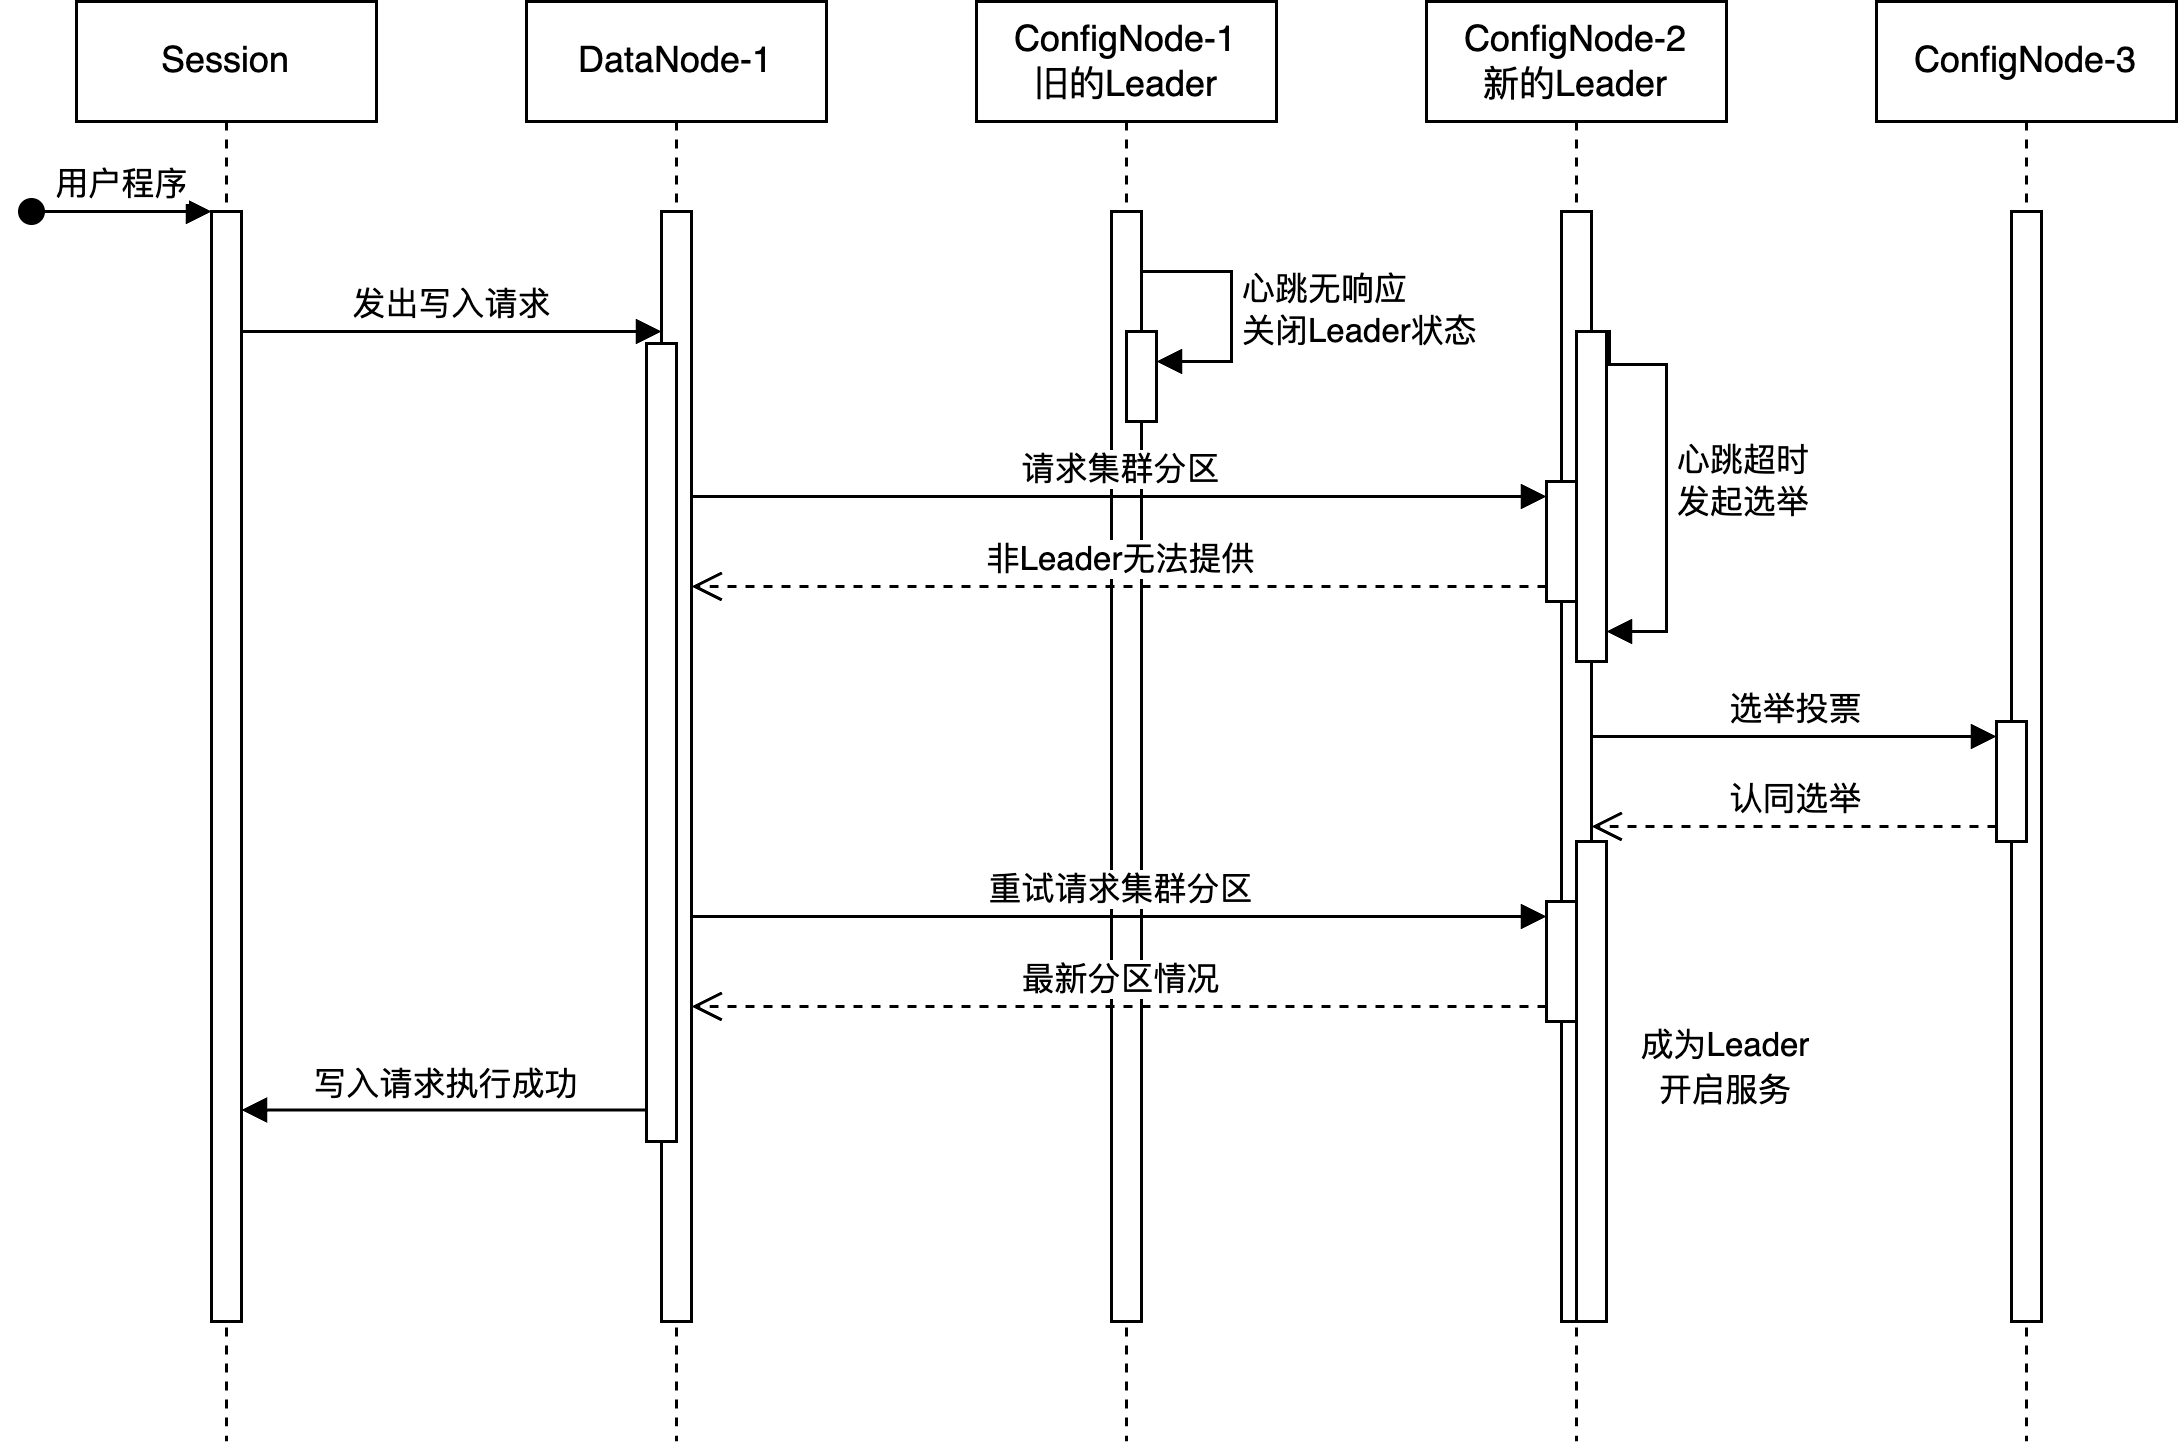 Session
DataNode-1
ConfigNode-1
旧的Leader
ConfigNode-2
新的Leader
ConfigNode-3
用户程序
发出写入请求
心跳无响应
关闭Leader状态
请求集群分区
心跳超时
发起选举
非Leader无法提供
选举投票
认同选举
重试请求集群分区
最新分区情况
成为Leader
开启服务
写入请求执行成功